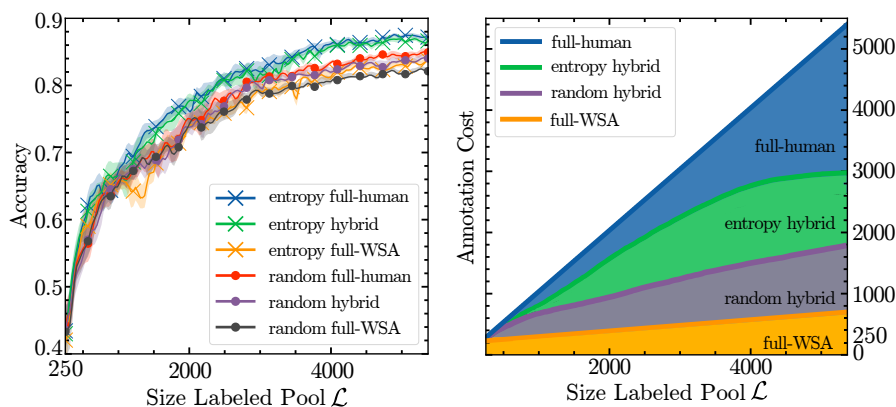 0.9
0.8
0.7
0.6
0.5
0.4
Accuracy
250
2000
4000
Size Labeled Pool ℒ
entropy full-human
entropy hybrid
entropy full-WSA
random full-human
random hybrid
random full-WSA
full-human
entropy hybrid
random hybrid
full-WSA
Annotation Cost
full-human
entropy hybrid
random hybrid
full-WSA
5000
4000
3000
2000
1000
250
0
2000
4000
Size Labeled Pool ℒ